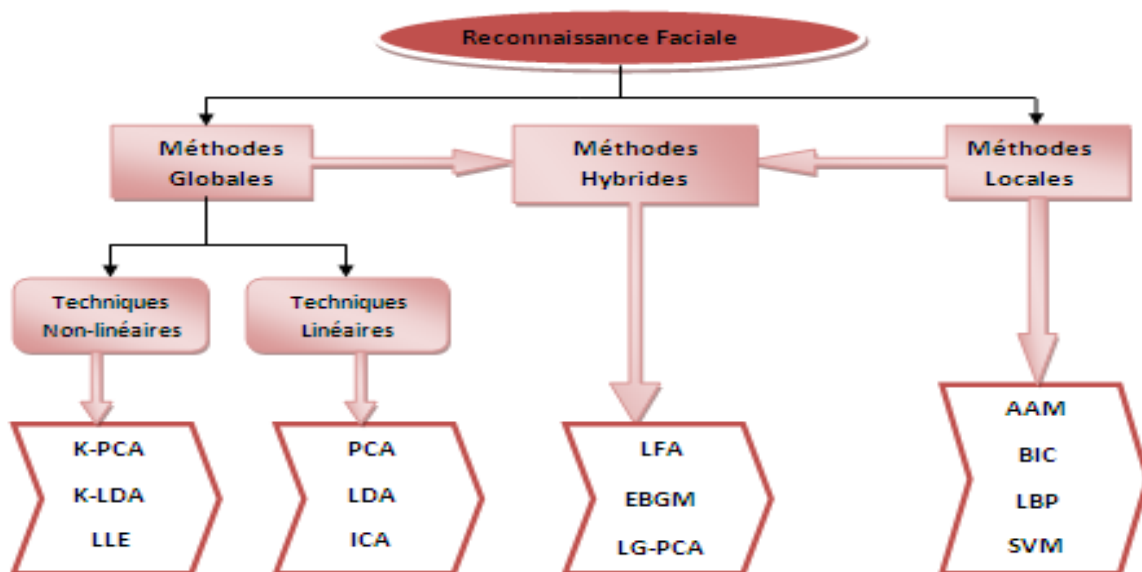 Reconnaissance Faciale
Méthodes
Globales
Méthodes
Hybrides
Méthodes
Locales
Techniques
Non-linéaires
Techniques
Linéaires
K-PCA
K-LDA
LLE
PCA
LDA
ICA
LFA
EBGM
LG-PCA
AAM
BIC
LBP
SVM